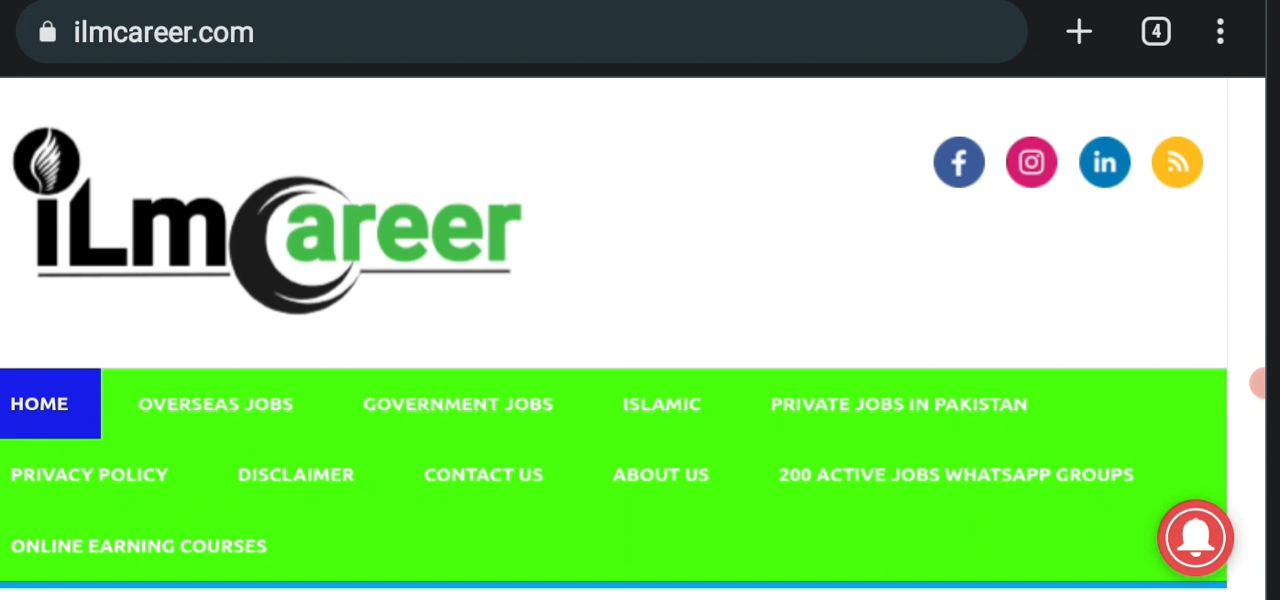 ilmcareer.com
4
iLmCareer
HOME OVERSEAS JOBS GOVERNMENT JOBS ISLAMIC PRIVATE JOBS IN PAKISTAN
PRIVACY POLICY DISCLAIMER CONTACT US ABOUT US 200 ACTIVE JOBS WHATSAPP GROUPS
ONLINE EARNING COURSES